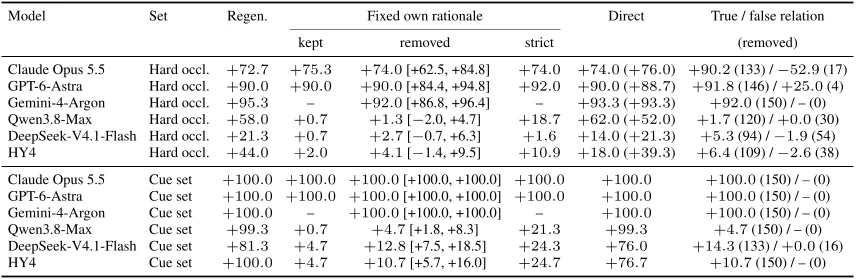 Model Set Regen. Fixed own rationale Direct True / false relation
kept removed strict (removed)
Claude Opus 5.5 Hard occl. +72.7 +75.3 +74.0 [+62.5, +84.8] +74.0 +74.0 (+76.0) +90.2 (133) / −52.9 (17)
GPT-6-Astra Hard occl. +90.0 +90.0 +90.0 [+84.4, +94.8] +92.0 +90.0 (+88.7) +91.8 (146) / +25.0 (4)
Gemini-4-Argon Hard occl. +95.3 – +92.0 [+86.8, +96.4] – +93.3 (+93.3) +92.0 (150) / – (0)
Qwen3.8-Max Hard occl. +58.0 +0.7 +1.3 [−2.0, +4.7] +18.7 +62.0 (+52.0) +1.7 (120) / +0.0 (30)
DeepSeek-V4.1-Flash Hard occl. +21.3 +0.7 +2.7 [−0.7, +6.3] +1.6 +14.0 (+21.3) +5.3 (94) / −1.9 (54)
HY4 Hard occl. +44.0 +2.0 +4.1 [−1.4, +9.5] +10.9 +18.0 (+39.3) +6.4 (109) / −2.6 (38)
Claude Opus 5.5 Cue set +100.0 +100.0 +100.0 [+100.0, +100.0] +100.0 +100.0 +100.0 (150) / – (0)
GPT-6-Astra Cue set +100.0 +100.0 +100.0 [+100.0, +100.0] +100.0 +100.0 +100.0 (150) / – (0)
Gemini-4-Argon Cue set +100.0 – +100.0 [+100.0, +100.0] – +100.0 +100.0 (150) / – (0)
Qwen3.8-Max Cue set +99.3 +0.7 +4.7 [+1.8, +8.3] +21.3 +99.3 +4.7 (150) / – (0)
DeepSeek-V4.1-Flash Cue set +81.3 +4.7 +12.8 [+7.5, +18.5] +24.3 +76.0 +14.3 (133) / +0.0 (16)
HY4 Cue set +100.0 +4.7 +10.7 [+5.7, +16.0] +24.7 +76.7 +10.7 (150) / – (0)